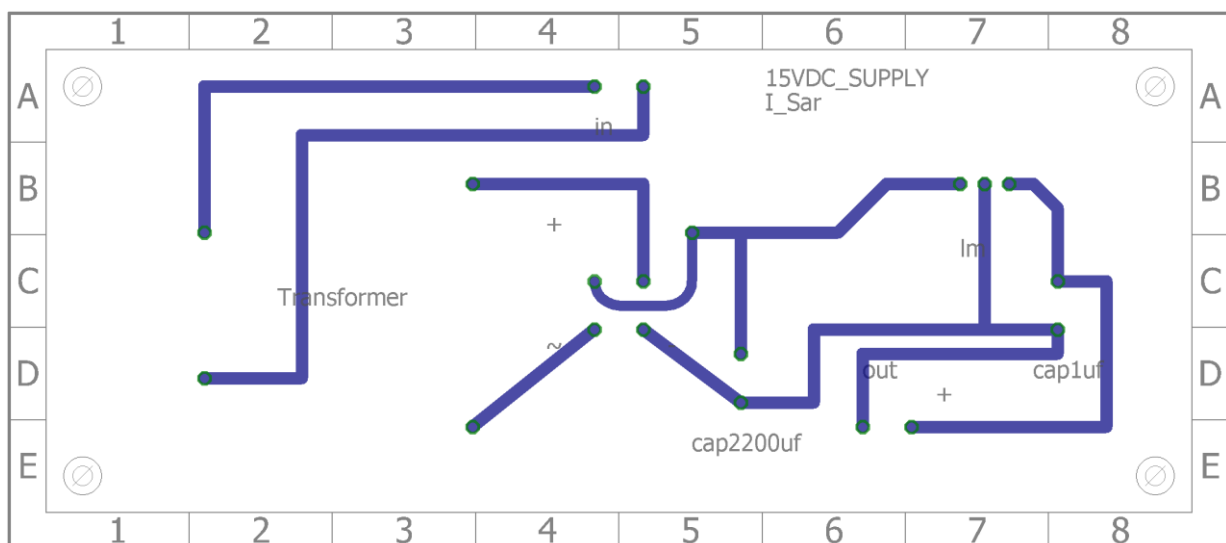 1 2 3 4 5 6 7 8
A A
15VDC_SUPPLY
I_Sar
in
B B
+
lm
C C
Transformer
~
D D
out
cap1uf
+
cap2200uf
E E
1 2 3 4 5 6 7 8